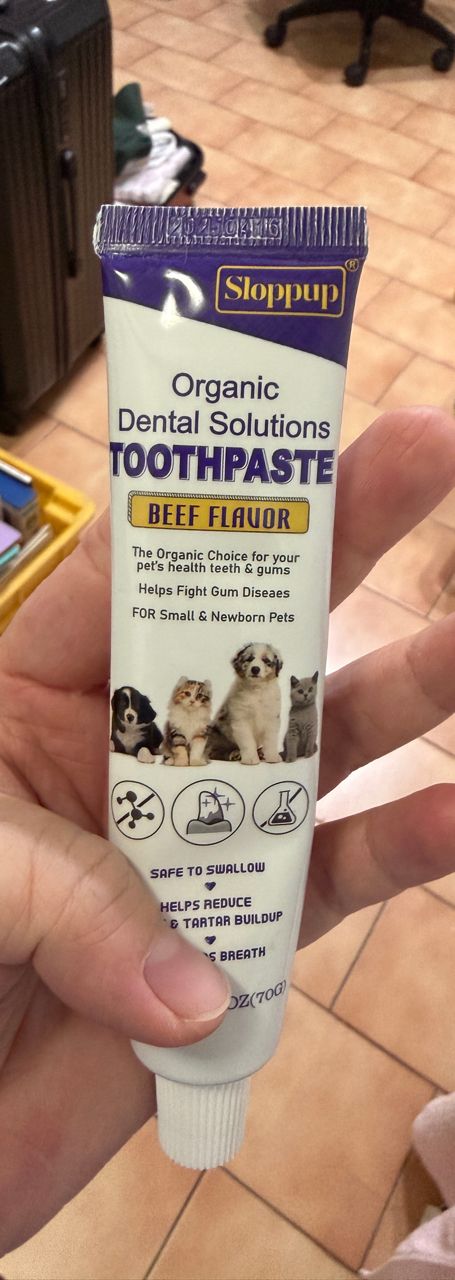 Sloppup®
Organic
Dental Solutions
TOOTHPASTE
BEEF FLAVOR
The Organic Choice for your
pet's health teeth & gums
Helps Fight Gum Diseaes
FOR Small & Newborn Pets
SAFE TO SWALLOW
HELPS REDUCE
& TARTAR BUILDUP
BREATH
OZ(70G)